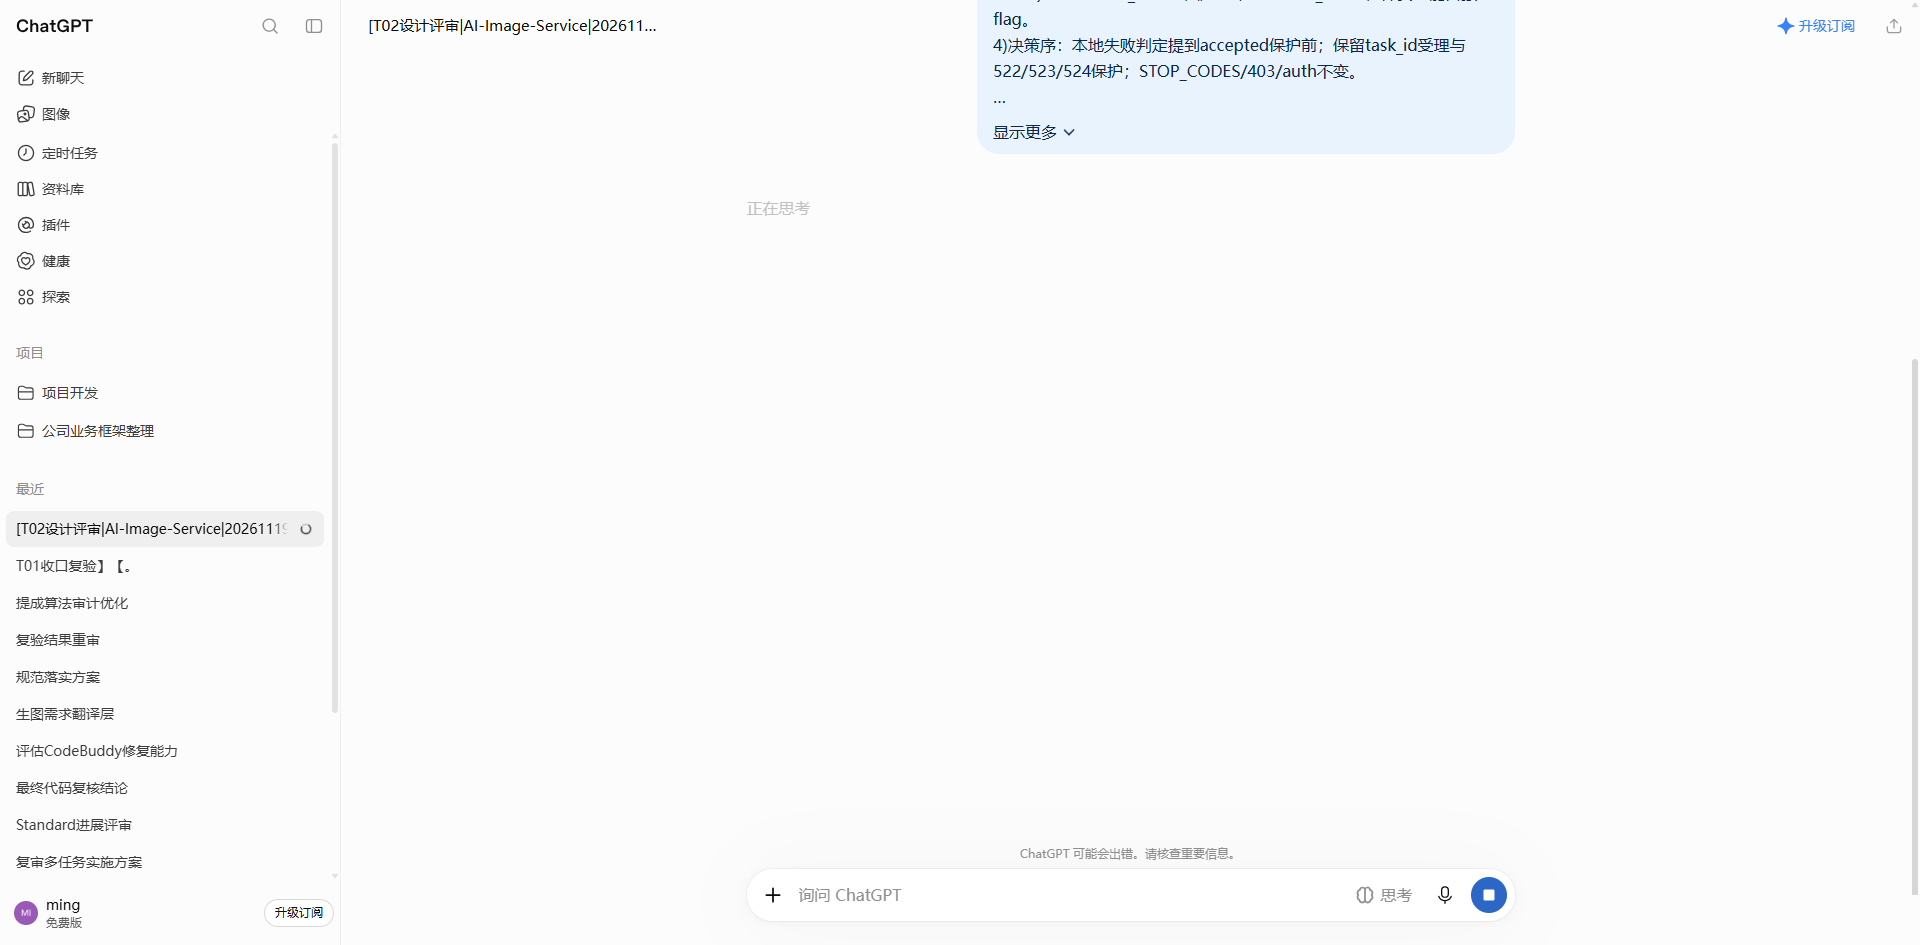 ChatGPT
新聊天
图像
定时任务
资料库
插件
健康
探索
项目
项目开发
公司业务框架整理
最近
[T02设计评审|AI-Image-Service|2026111
T01收口复验】【。
提成算法审计优化
复验结果重审
规范落实方案
生图需求翻译层
评估CodeBuddy修复能力
最终代码复核结论
Standard进展评审
复审多任务实施方案
MI
ming
免费版
升级订阅
[T02设计评审|AI-Image-Service|202611...
升级订阅
flag。
4)决策序：本地失败判定提到accepted保护前；保留task_id受理与
522/523/524保护；STOP_CODES/403/auth不变。
...
显示更多
正在思考
ChatGPT 可能会出错。请核查重要信息。
询问 ChatGPT
思考